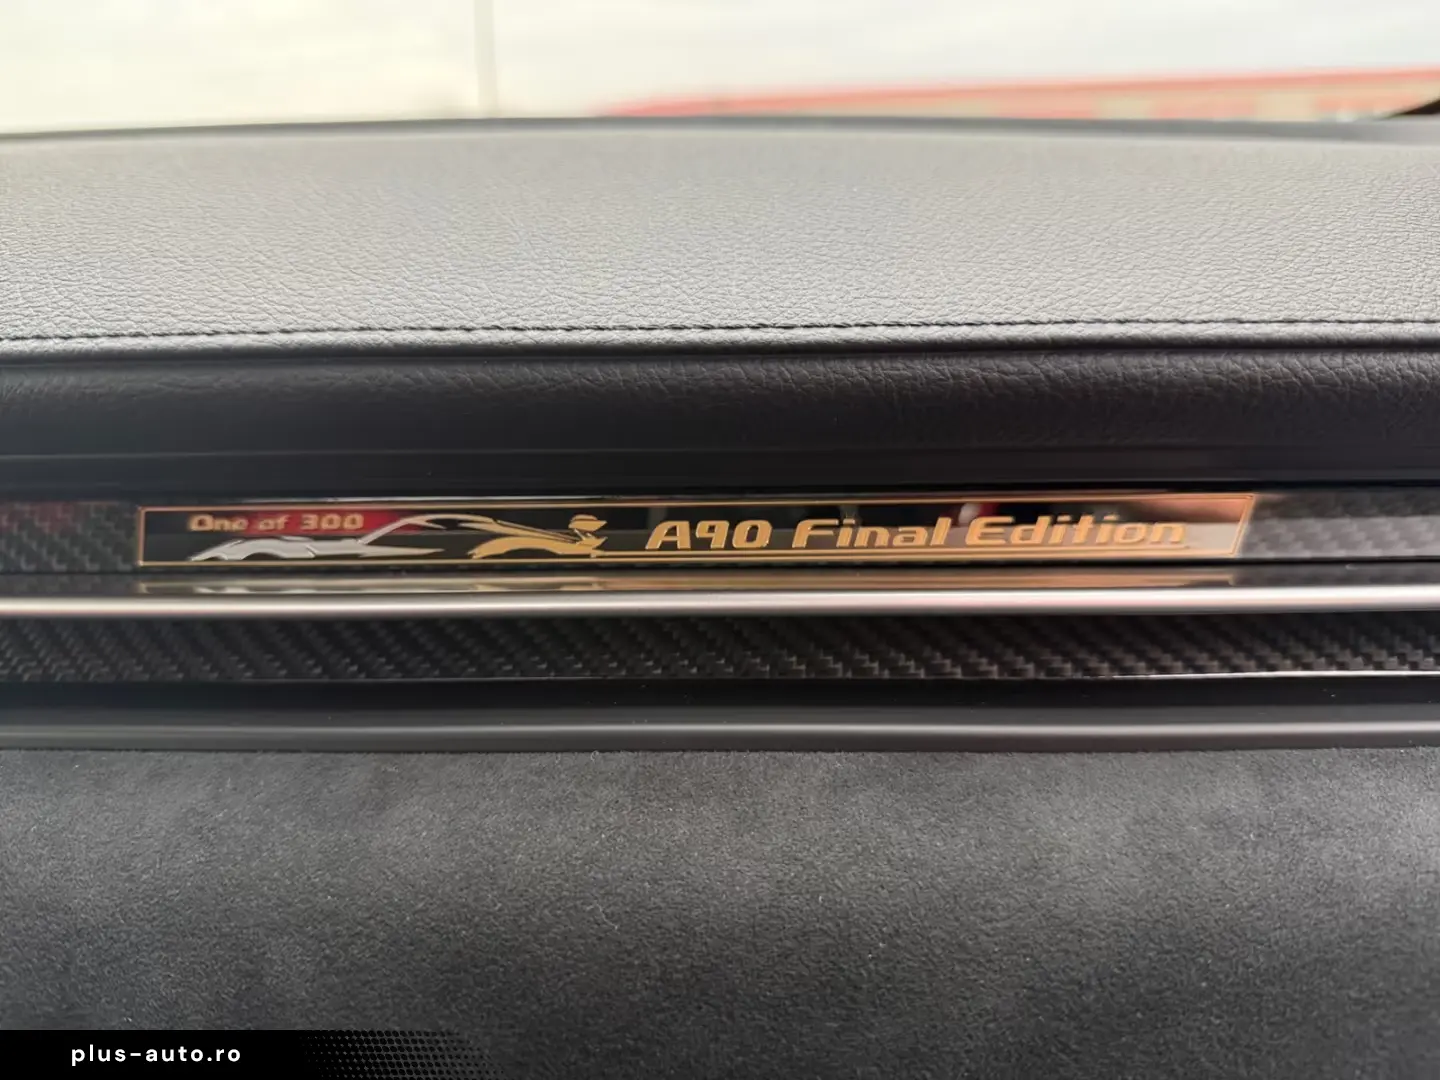 One of 300
A90 Final Edition
plus-auto.ro